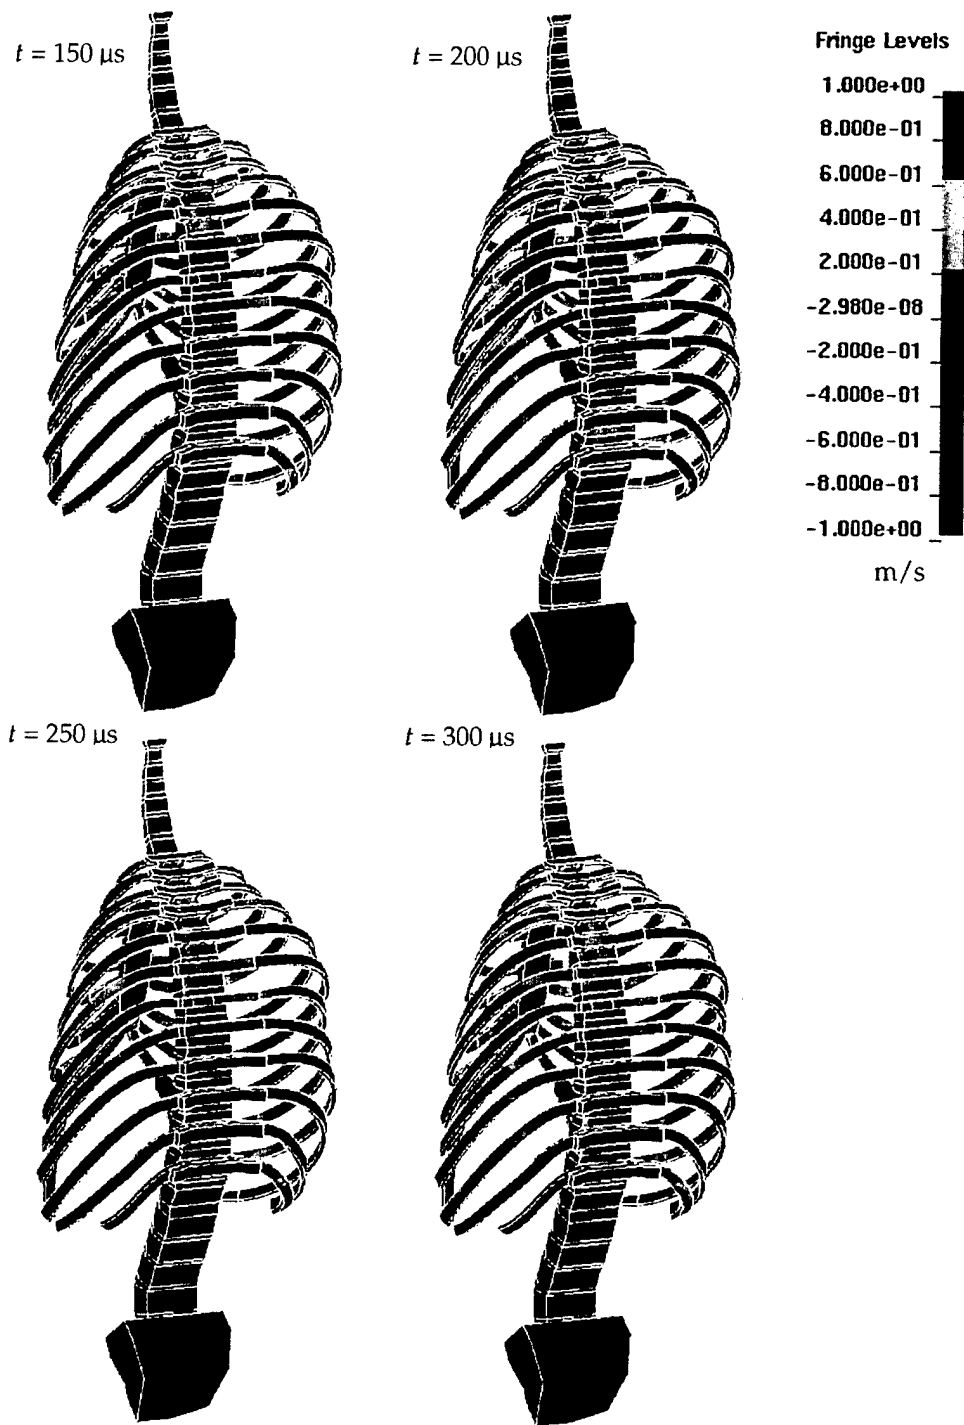 t = 150 µs
t = 200 µs
Fringe Levels
1.000e+00
8.000e-01
6.000e-01
4.000e-01
2.000e-01
-2.980e-08
-2.000e-01
-4.000e-01
-6.000e-01
-8.000e-01
-1.000e+00
m/s
t = 250 µs
t = 300 µs